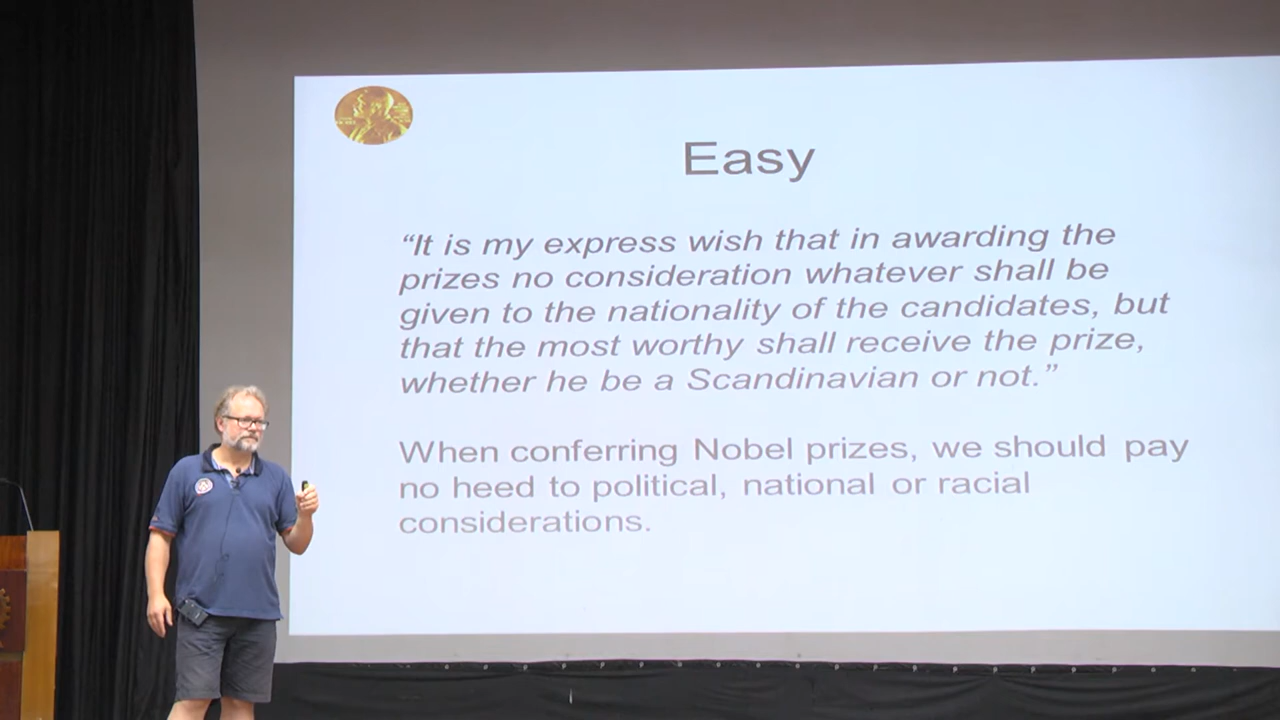 Easy
“It is my express wish that in awarding the
prizes no consideration whatever shall be
given to the nationality of the candidates, but
that the most worthy shall receive the prize,
whether he be a Scandinavian or not.”
When conferring Nobel prizes, we should pay
no heed to political, national or racial
considerations.